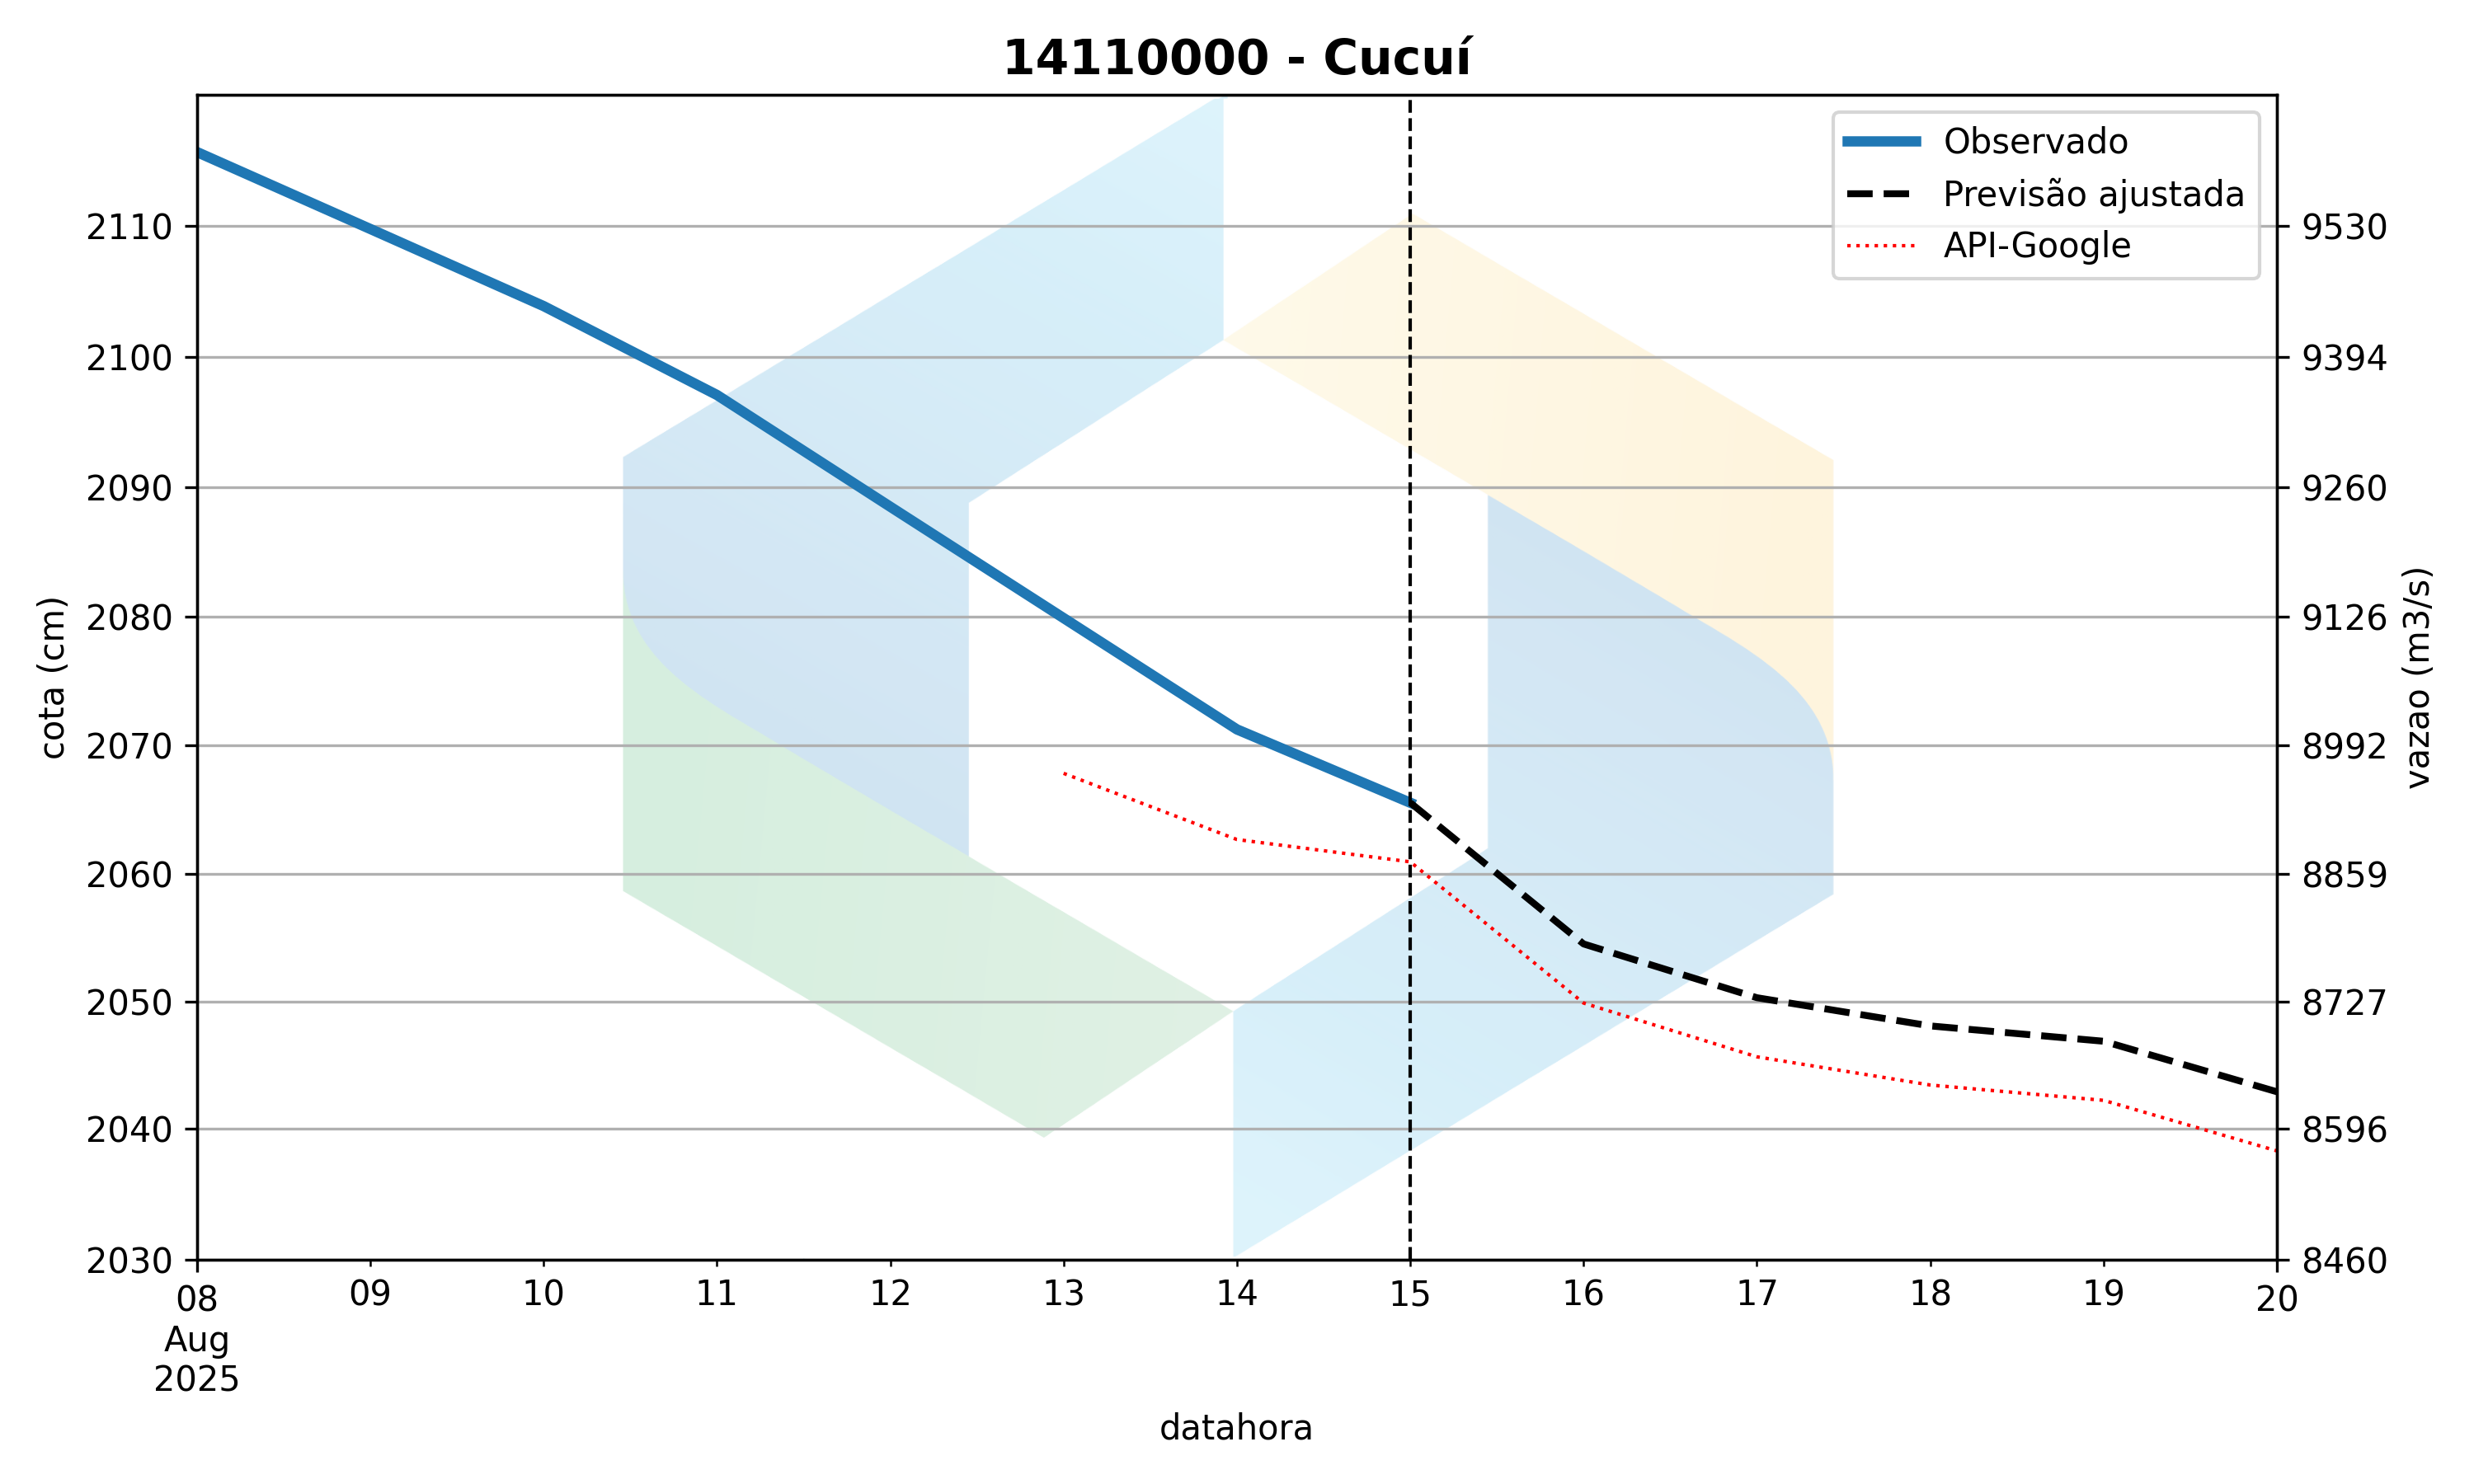 14110000 - Cucuí
Observado
Previsão ajustada
API-Google
cota (cm)
2110
2100
2090
2080
2070
2060
2050
2040
2030
9530
9394
9260
9126
8992
8859
8727
8596
8460
vazao (m3/s)
08 09 10 11 12 13 14 15 16 17 18 19 20
Aug
2025
datahora